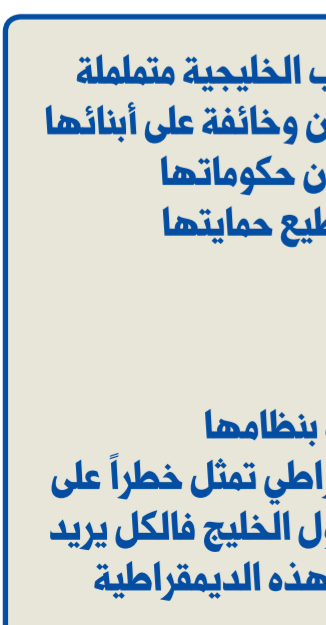 ب الخليجية متململة
ن وخائفة على أبنائها
ن حكوماتها
طيع حمايتها
بنظامها
راطي تمثل خطراً على
ول الخليج فالكل يريد
هذه الديمقراطية